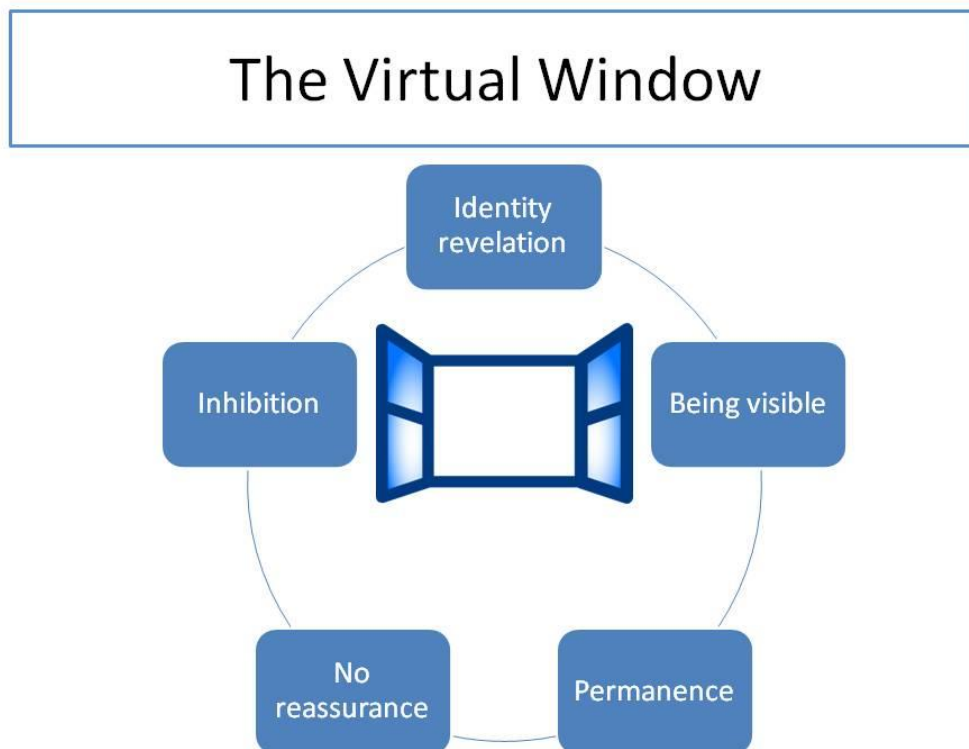 The Virtual Window
Identity
revelation
Being visible
Permanence
No
reassurance
Inhibition